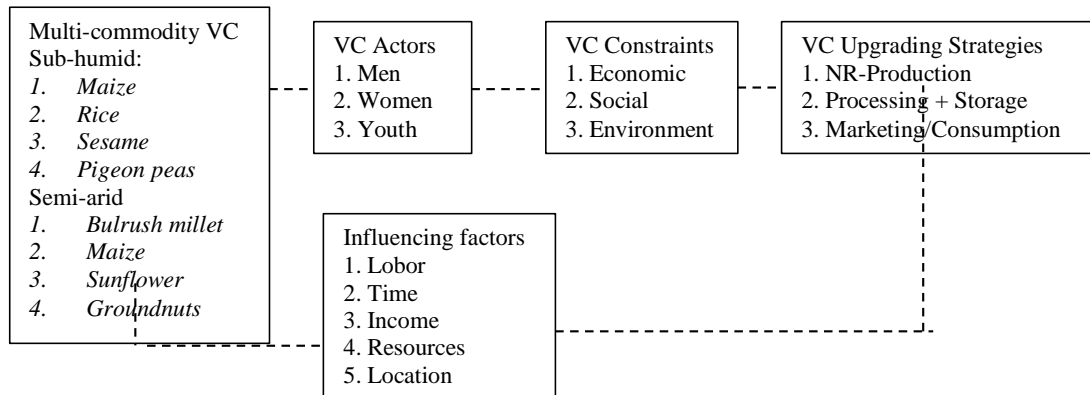 Multi-commodity VC
Sub-humid:
1. Maize
2. Rice
3. Sesame
4. Pigeon peas
Semi-arid
1. Bulrush millet
2. Maize
3. Sunflower
4. Groundnuts
VC Actors
1. Men
2. Women
3. Youth
VC Constraints
1. Economic
2. Social
3. Environment
VC Upgrading Strategies
1. NR-Production
2. Processing + Storage
3. Marketing/Consumption
Influencing factors
1. Lobor
2. Time
3. Income
4. Resources
5. Location